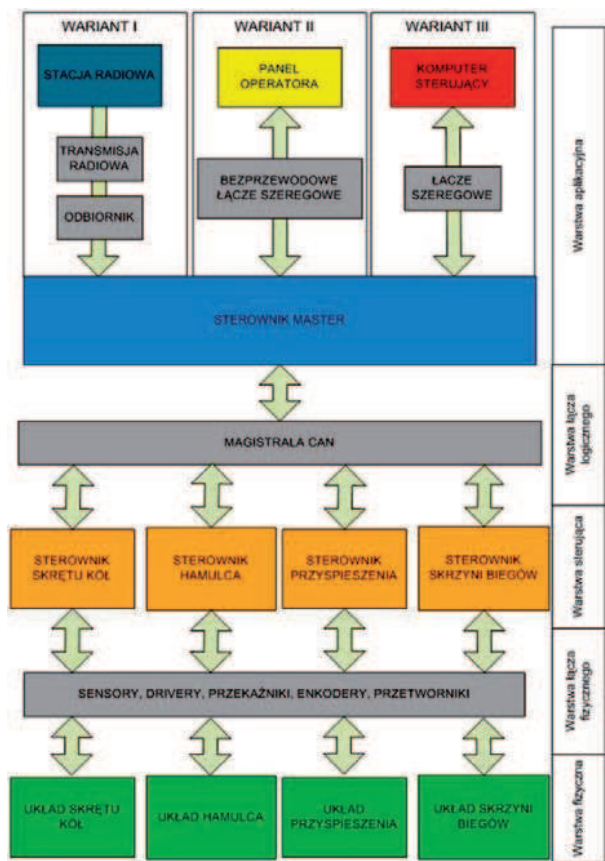 WARIANT I
WARIANT II
WARIANT III
STACJA RADIOWA
PANEL
OPERATORA
KOMPUTER
STERUJĄCY
TRANSMISJA
RADIOWA
ODBIORNIK
BEZPRZEWODOWE
ŁĄCZE SZEREGOWE
ŁACZE
SZEREGOWE
Warstwa aplikacyjna
STEROWNIK MASTER
MAGISTRALA CAN
Warstwa łącza
logicznego
STEROWNIK
SKRĘTU KÓŁ
STEROWNIK
HAMULCA
STEROWNIK
PRZYSPIESZENIA
STEROWNIK
SKRZYNI BIEGÓW
Warstwa sterująca
SENSORY, DRIVERY, PRZEKAŹNIKI, ENKODERY, PRZETWORNIKI
Warstwa łącza
fizycznego
UKŁAD SKRĘTU
KÓŁ
UKŁAD HAMULCA
UKŁAD
PRZYSPIESZENIA
UKŁAD SKRZYNI
BIEGÓW
Warstwa fizyczna